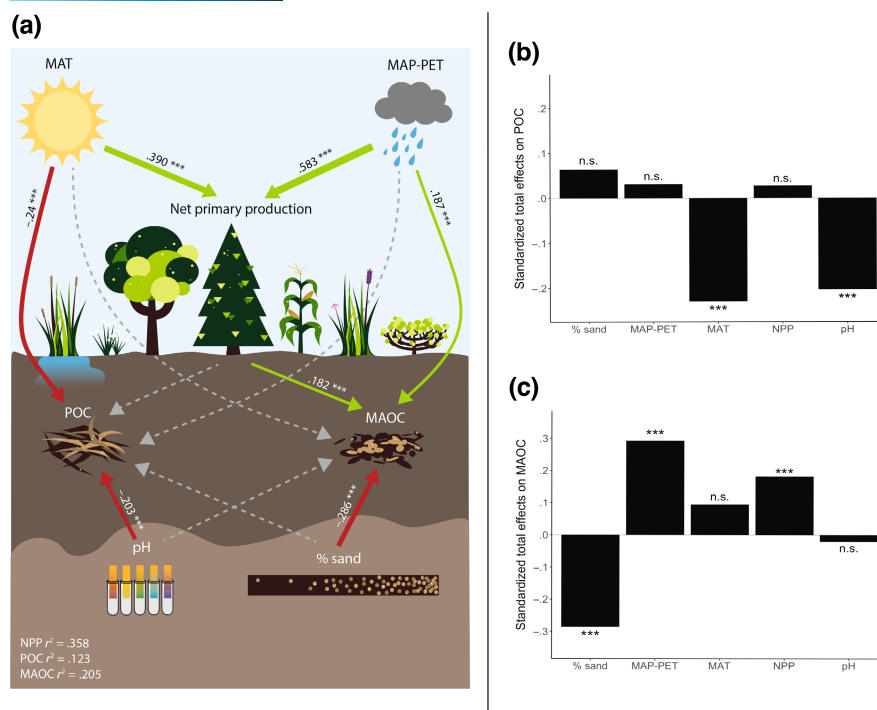 (a)
MAT
MAP-PET
.390 ***
.583 ***
–.24 ***
.187 ***
Net primary production
.182 ***
POC
MAOC
–.203 ***
–.286 ***
pH
% sand
NPP r² = .358
POC r² = .123
MAOC r² = .205
(b)
Standardized total effects on POC
.2
.1
.0
–.1
–.2
n.s.
n.s.
***
n.s.
***
% sand
MAP-PET
MAT
NPP
pH
(c)
Standardized total effects on MAOC
.3
.2
.1
.0
–.1
–.2
–.3
***
***
n.s.
***
n.s.
% sand
MAP-PET
MAT
NPP
pH